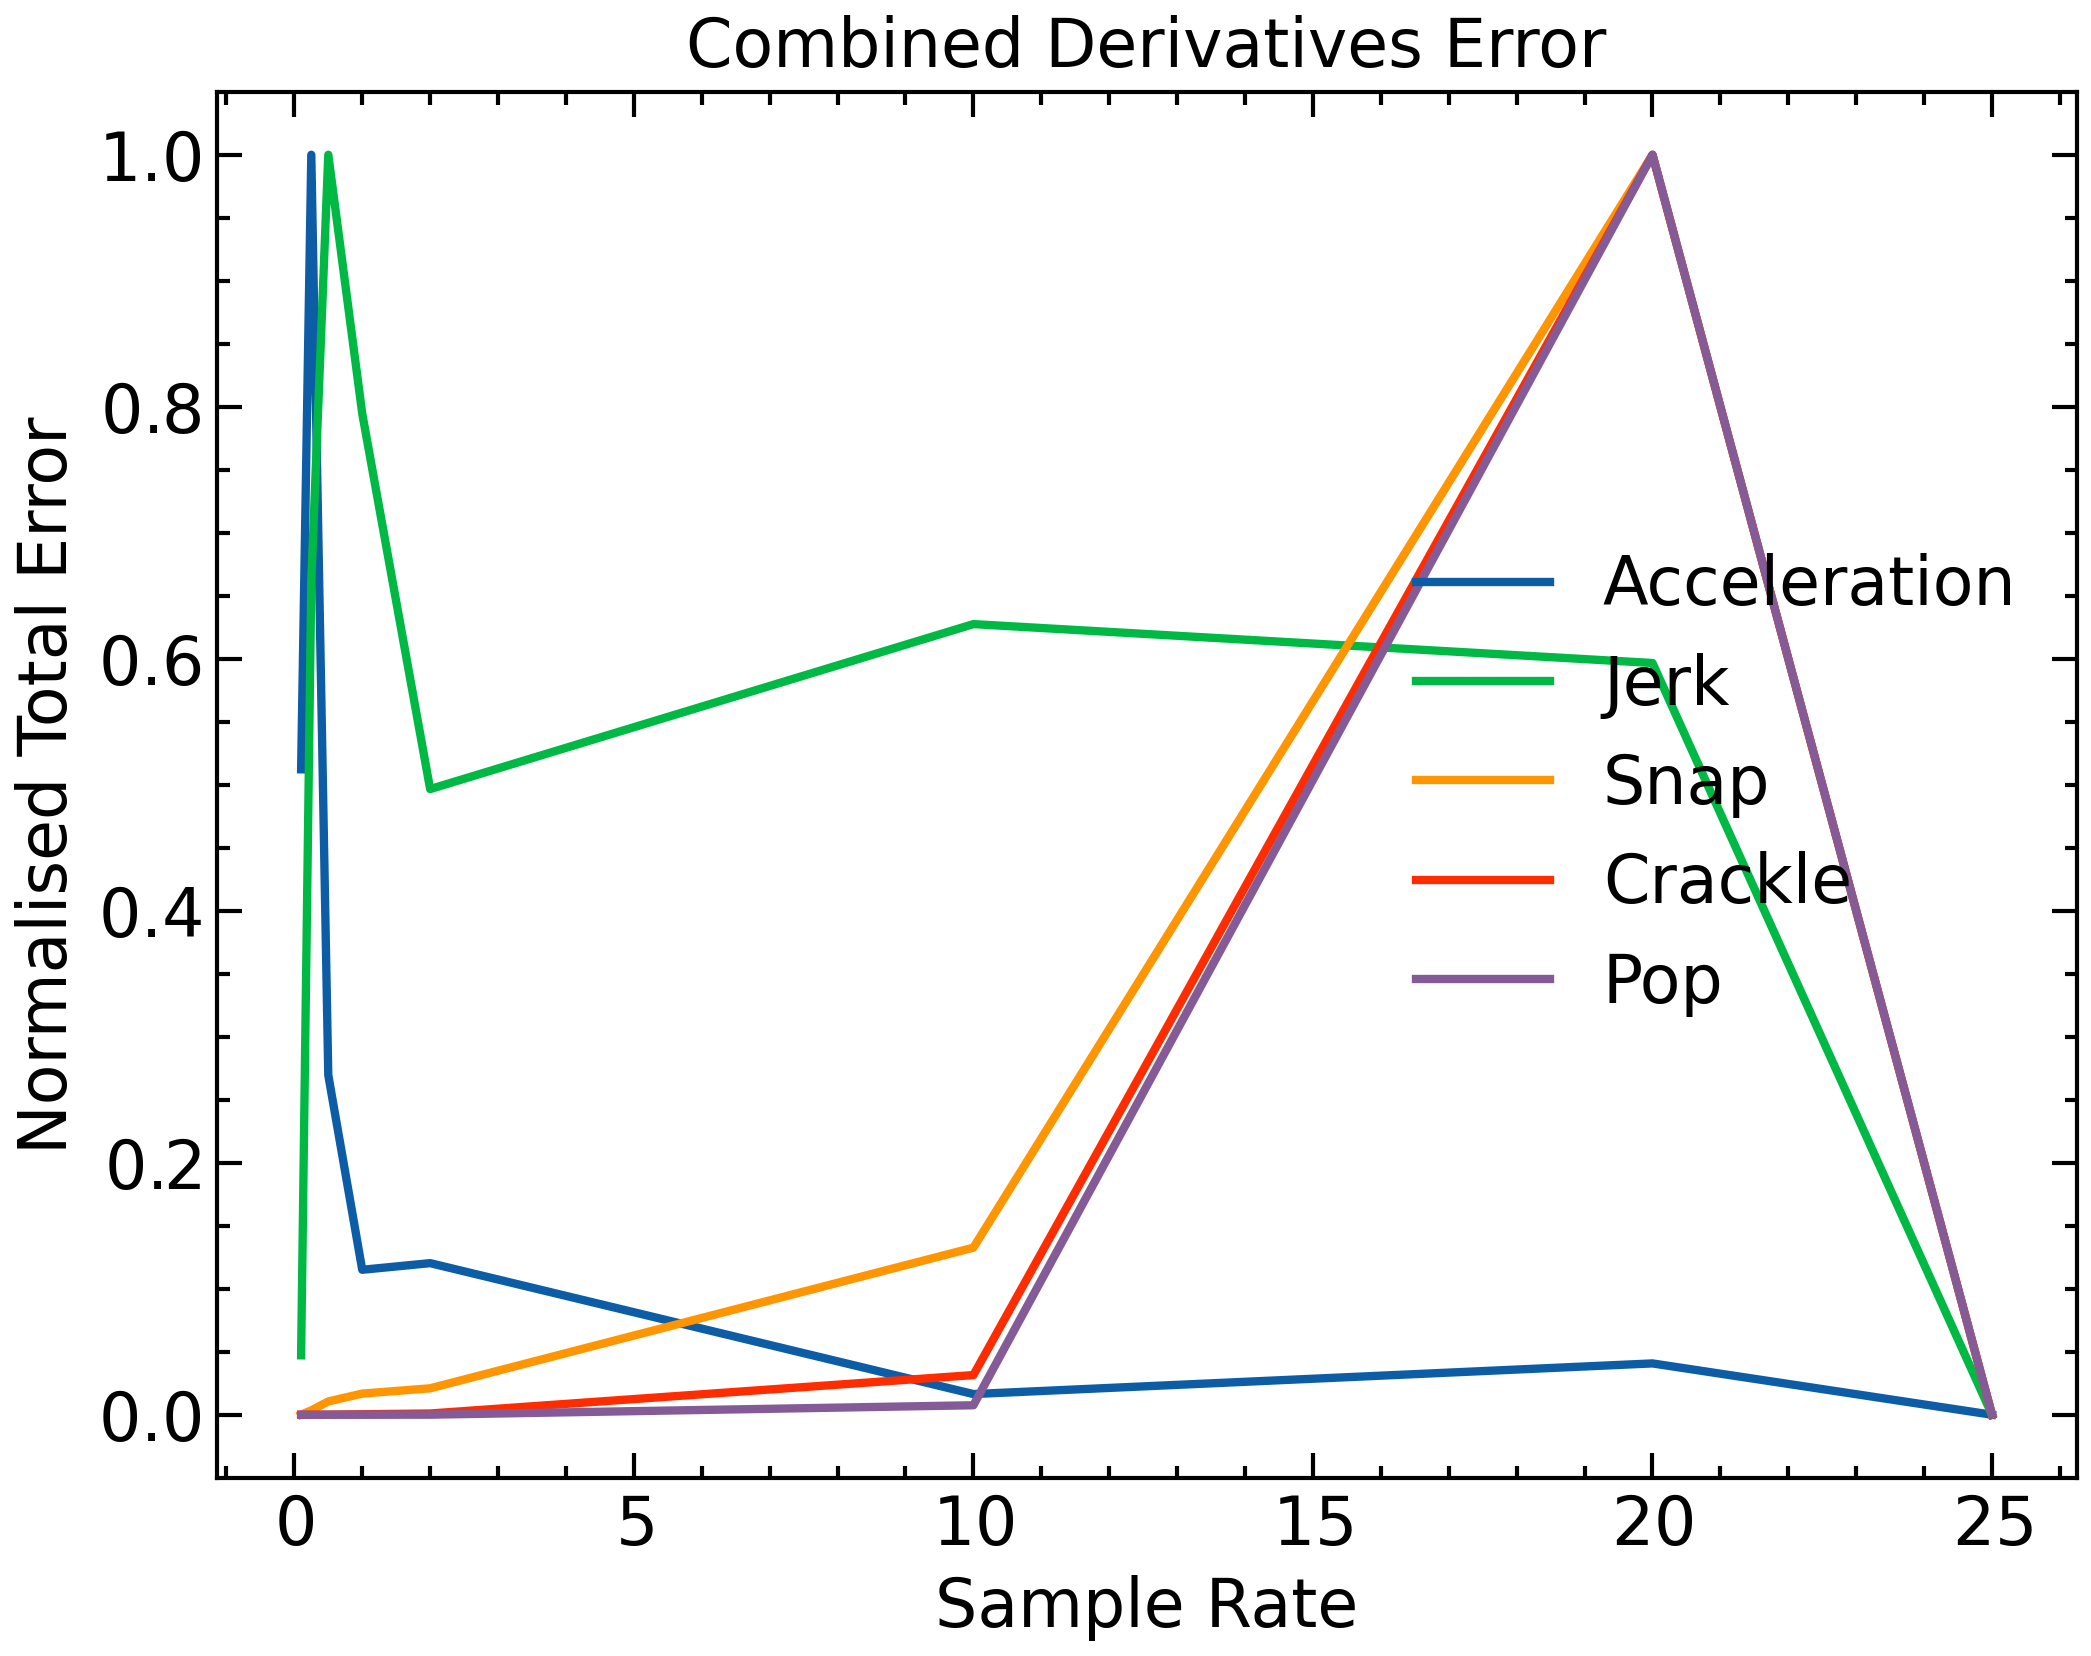 Combined Derivatives Error
Normalised Total Error
1.0
0.8
0.6
0.4
0.2
0.0
Acceleration
Jerk
Snap
Crackle
Pop
0 5 10 15 20 25
Sample Rate